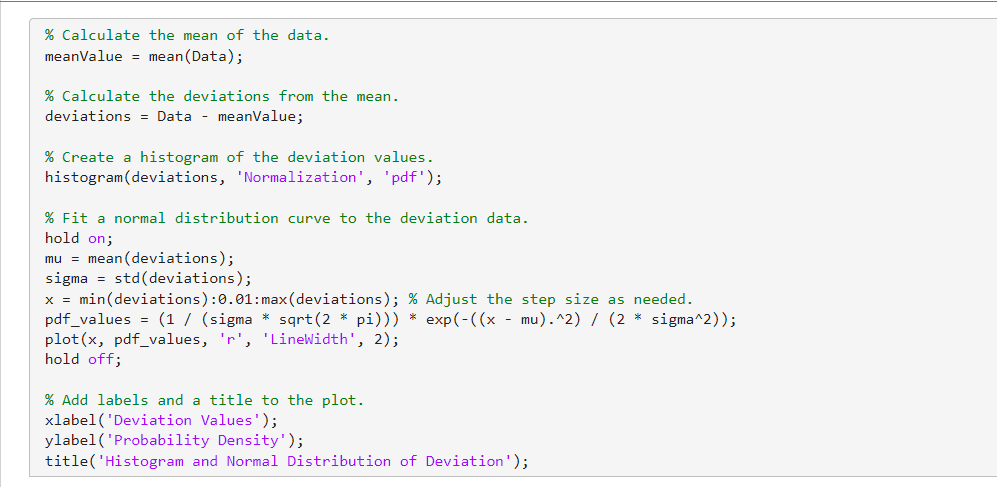 % Calculate the mean of the data.
meanValue = mean(Data);
% Calculate the deviations from the mean.
deviations = Data - meanValue;
% Create a histogram of the deviation values.
histogram(deviations, 'Normalization', 'pdf');
% Fit a normal distribution curve to the deviation data.
hold on;
mu = mean(deviations);
sigma = std(deviations);
x = min(deviations):0.01:max(deviations); % Adjust the step size as needed.
pdf_values = (1 / (sigma * sqrt(2 * pi))) * exp(-((x - mu).^2) / (2 * sigma^2));
plot(x, pdf_values, 'r', 'LineWidth', 2);
hold off;
% Add labels and a title to the plot.
xlabel('Deviation Values');
ylabel('Probability Density');
title('Histogram and Normal Distribution of Deviation');